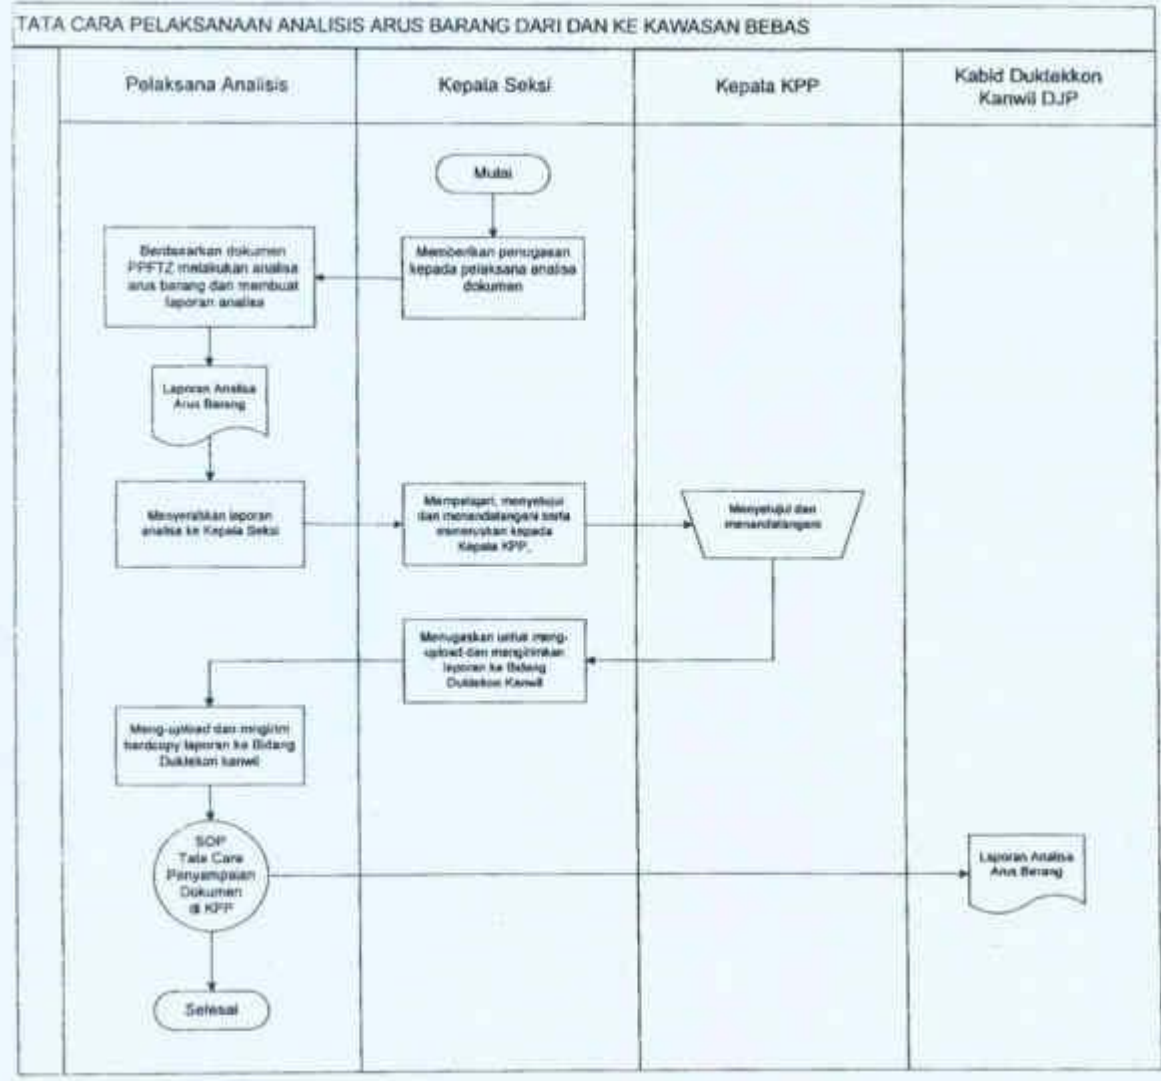 TATA CARA PELAKSANAAN ANALISIS ARUS BARANG DARI DAN KE KAWASAN BEBAS
Pelaksana Analisis
Kepala Seksi
Kepala KPP
Kabid Duktekkon
Kanwil DJP
Mulai
Memberikan penugasan
kepada pelaksana analisa
dokumen
Berdasarkan dokumen
PPFTZ melakukan analisa
arus barang dan membuat
laporan analisa
Laporan Analisa
Arus Barang
Menyerahkan laporan
analisa ke Kepala Seksi
Mempelajari, menyetujui
dan menandatangani serta
meneruskan kepada
Kepala KPP.
Menyetujui dan
menandatangani
Menugaskan untuk meng-
upload dan mengirimkan
laporan ke Bidang
Duktekon Kanwil
Meng-upload dan mngirim
hardcopy laporan ke Bidang
Duktekon kanwil
SOP
Tata Cara
Penyampaian
Dokumen
di KPP
Laporan Analisa
Arus Barang
Selesai